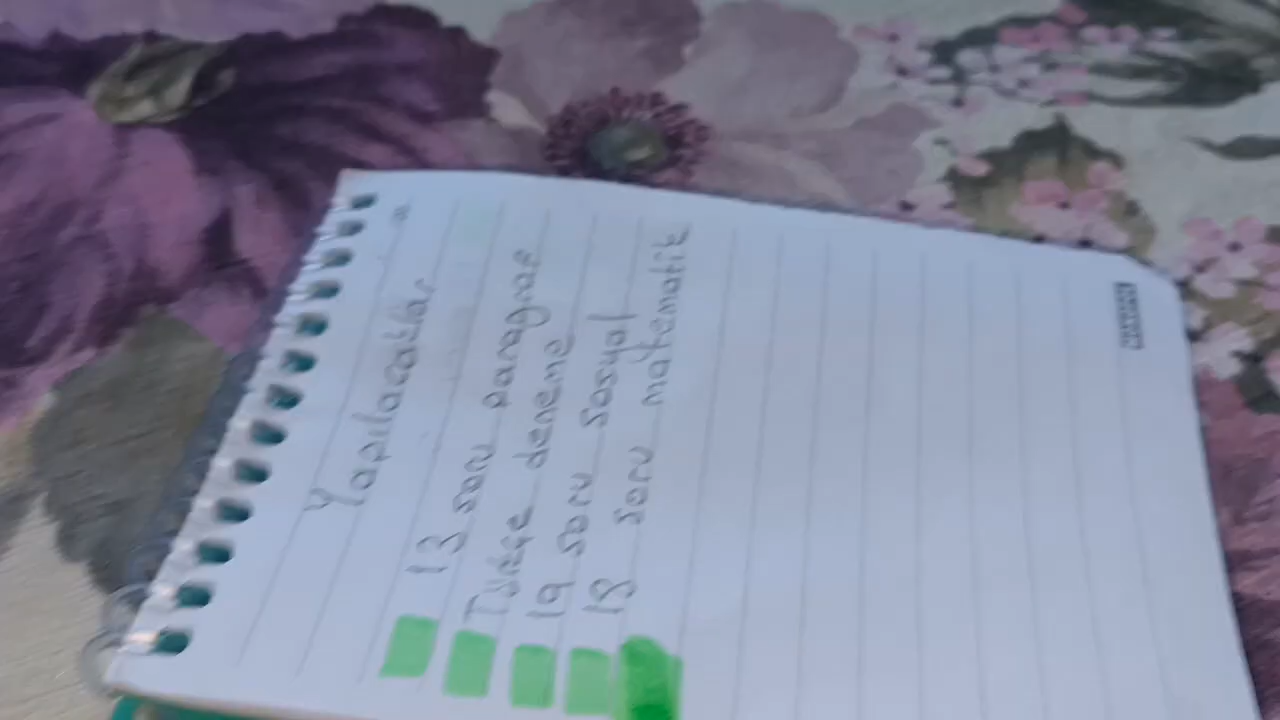 Yapılacaklar
13 soru paragraf
Türkçe deneme
19 soru sosyal
18 soru matematik